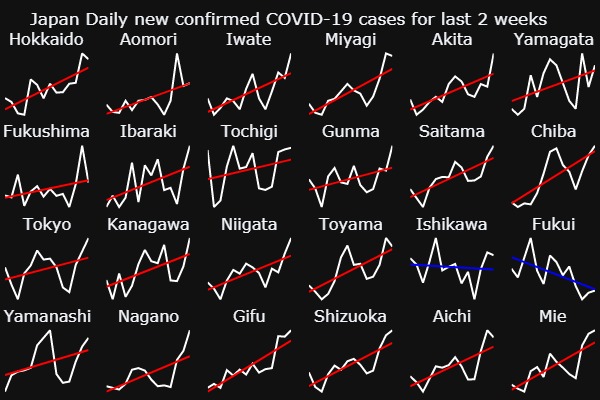 Japan Daily new confirmed COVID-19 cases for last 2 weeks
Hokkaido Aomori Iwate Miyagi Akita Yamagata
Fukushima Ibaraki Tochigi Gunma Saitama Chiba
Tokyo Kanagawa Niigata Toyama Ishikawa Fukui
Yamanashi Nagano Gifu Shizuoka Aichi Mie